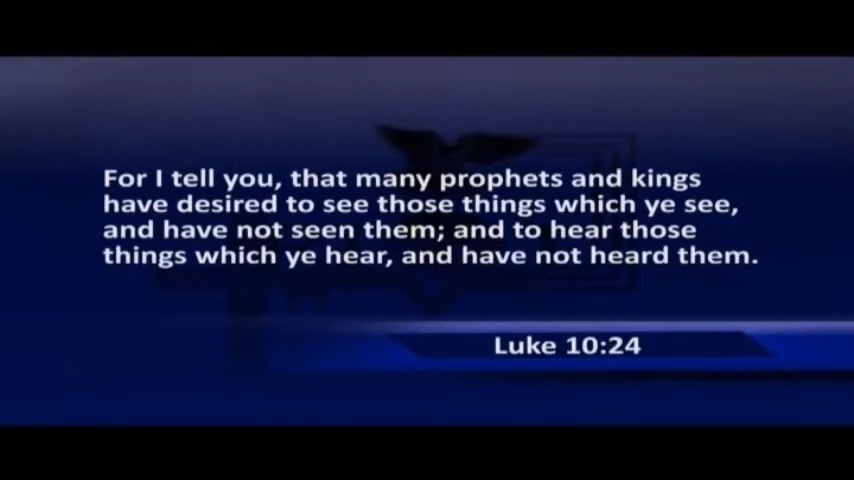 For I tell you, that many prophets and kings
have desired to see those things which ye see,
and have not seen them; and to hear those
things which ye hear, and have not heard them.
Luke 10:24